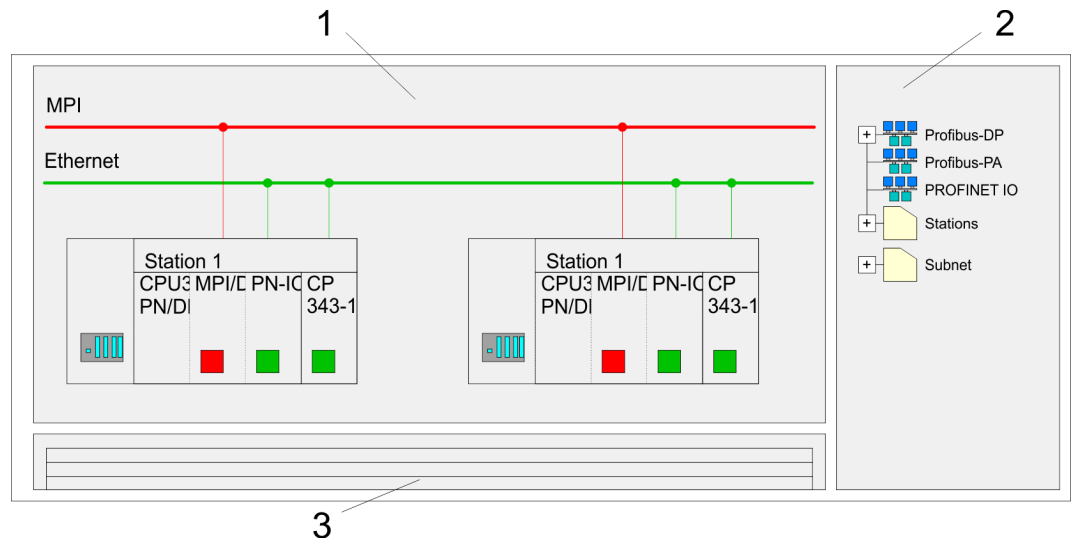 1
2
MPI
Ethernet
Profibus-DP
Profibus-PA
PROFINET IO
Stations
Subnet
Station 1
CPU3 MPI/D PN-IO CP
PN/DI 343-1
Station 1
CPU3 MPI/D PN-IO CP
PN/DI 343-1
3